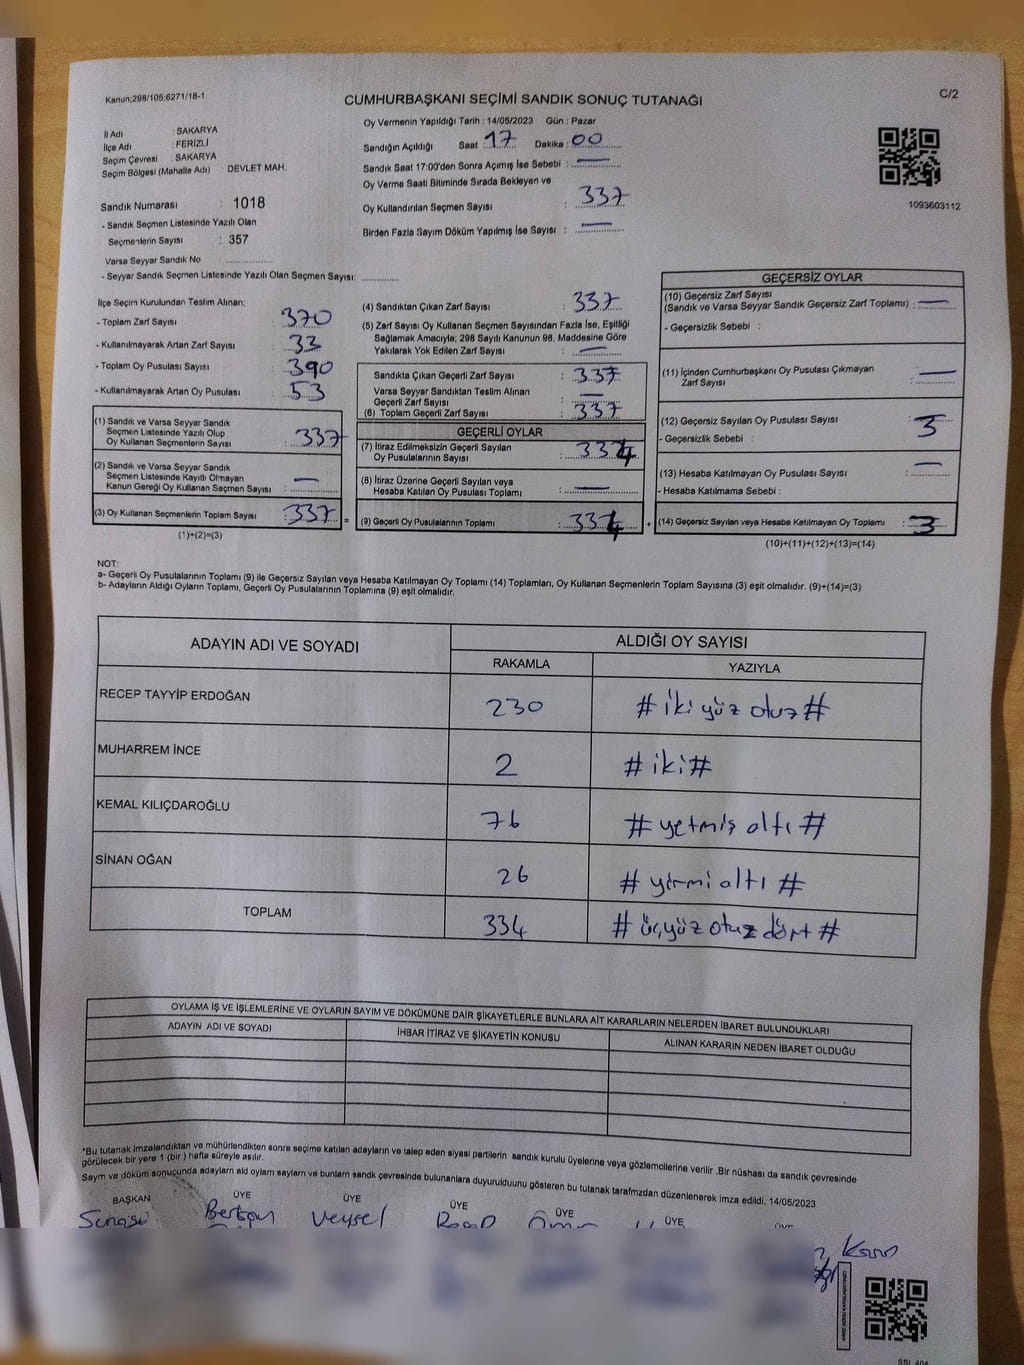 Kanun;298/105;6271/18-1
CUMHURBAŞKANI SEÇİMİ SANDIK SONUÇ TUTANAĞI
C/2
İl Adı : SAKARYA
İlçe Adı : FERİZLİ
Seçim Çevresi : SAKARYA
Seçim Bölgesi (Mahalle Adı) : DEVLET MAH.
Sandık Numarası : 1018
- Sandık Seçmen Listesinde Yazılı Olan
Seçmenlerin Sayısı : 357
Varsa Seyyar Sandık No
- Seyyar Sandık Seçmen Listesinde Yazılı Olan Seçmen Sayısı:
Oy Vermenin Yapıldığı Tarih : 14/05/2023 Gün : Pazar
Sandığın Açıldığı Saat : 17 Dakika : 00
Sandık Saat 17:00'den Sonra Açımış İse Sebebi : —
Oy Verme Saati Bitiminde Sırada Bekleyen ve
Oy Kullandırılan Seçmen Sayısı : 337
Birden Fazla Sayım Döküm Yapılmış İse Sayısı : —
1093603112
İlçe Seçim Kurulundan Teslim Alınan;
- Toplam Zarf Sayısı : 370
- Kullanılmayarak Artan Zarf Sayısı : 33
- Toplam Oy Pusulası Sayısı : 390
- Kullanılmayarak Artan Oy Pusulası : 53
(1) Sandık ve Varsa Seyyar Sandık
Seçmen Listesinde Yazılı Olup
Oy Kullanan Seçmenlerin Sayısı : 337
(2) Sandık ve Varsa Seyyar Sandık
Seçmen Listesinde Kayıtlı Olmayan
Kanun Gereği Oy Kullanan Seçmen Sayısı : —
(3) Oy Kullanan Seçmenlerin Toplam Sayısı : 337 =
(1)+(2)=(3)
(4) Sandıktan Çıkan Zarf Sayısı : 337
(5) Zarf Sayısı Oy Kullanan Seçmen Sayısından Fazla İse, Eşitliği
Sağlamak Amacıyla; 298 Sayılı Kanunun 98. Maddesine Göre
Yakılarak Yok Edilen Zarf Sayısı : —
Sandıkta Çıkan Geçerli Zarf Sayısı : 337
Varsa Seyyar Sandıktan Teslim Alınan
Geçerli Zarf Sayısı : —
(6) Toplam Geçerli Zarf Sayısı : 337
GEÇERLİ OYLAR
(7) İtiraz Edilmeksizin Geçerli Sayılan
Oy Pusulalarının Sayısı : 334
(8) İtiraz Üzerine Geçerli Sayılan veya
Hesaba Katılan Oy Pusulası Toplamı : —
(9) Geçerli Oy Pusulalarının Toplamı : 334 +
GEÇERSİZ OYLAR
(10) Geçersiz Zarf Sayısı
(Sandık ve Varsa Seyyar Sandık Geçersiz Zarf Toplamı) : —
- Geçersizlik Sebebi :
(11) İçinden Cumhurbaşkanı Oy Pusulası Çıkmayan
Zarf Sayısı : —
(12) Geçersiz Sayılan Oy Pusulası Sayısı : 3
- Geçersizlik Sebebi :
(13) Hesaba Katılmayan Oy Pusulası Sayısı : —
- Hesaba Katılmama Sebebi :
(14) Geçersiz Sayılan veya Hesaba Katılmayan Oy Toplamı : 3
(10)+(11)+(12)+(13)=(14)
NOT:
a- Geçerli Oy Pusulalarının Toplamı (9) ile Geçersiz Sayılan veya Hesaba Katılmayan Oy Toplamı (14) Toplamları, Oy Kullanan Seçmenlerin Toplam Sayısına (3) eşit olmalıdır. (9)+(14)=(3)
b- Adayların Aldığı Oyların Toplamı, Geçerli Oy Pusulalarının Toplamına (9) eşit olmalıdır.
ADAYIN ADI VE SOYADI
ALDIĞI OY SAYISI
RAKAMLA YAZIYLA
RECEP TAYYİP ERDOĞAN 230 # iki yüz otuz #
MUHARREM İNCE 2 # iki #
KEMAL KILIÇDAROĞLU 76 # yetmiş altı #
SİNAN OĞAN 26 # yirmi altı #
TOPLAM 334 # üçyüz otuz dört #
OYLAMA İŞ VE İŞLEMLERİNE VE OYLARIN SAYIM VE DÖKÜMÜNE DAİR ŞİKAYETLERLE BUNLARA AİT KARARLARIN NELERDEN İBARET BULUNDUKLARI
ADAYIN ADI VE SOYADI İHBAR İTİRAZ VE ŞİKAYETİN KONUSU ALINAN KARARIN NEDEN İBARET OLDUĞU
*Bu tutanak imzalandıktan ve mühürlendikten sonra seçime katılan adayların ve talep eden siyasi partilerin sandık kurulu üyelerine veya gözlemcilerine verilir .Bir nüshası da sandık çevresinde
görülecek bir yere 1 (bir ) hafta süreyle asılır.
Sayım ve döküm sonucunda adayların ald oyların sayların ve bunların sandk çevresinde bulunanlara duyurulduunu gösteren bu tutanak tarafmzdan düzenlenerek imza edildi, 14/05/2023
BAŞKAN ÜYE ÜYE ÜYE ÜYE ÜYE ÜYE
Veysel